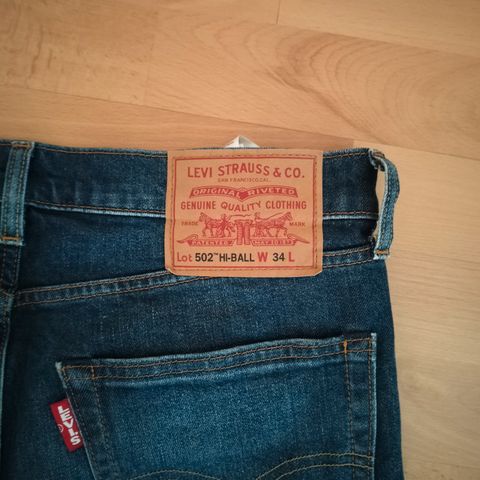 LEVI STRAUSS & CO.
SAN FRANCISCO, CAL.
ORIGINAL RIVETED
GENUINE QUALITY CLOTHING
TRADE MARK
PATENTED MAY 20 1873
Lot 502™ HI-BALL W 34 L
LEVI'S